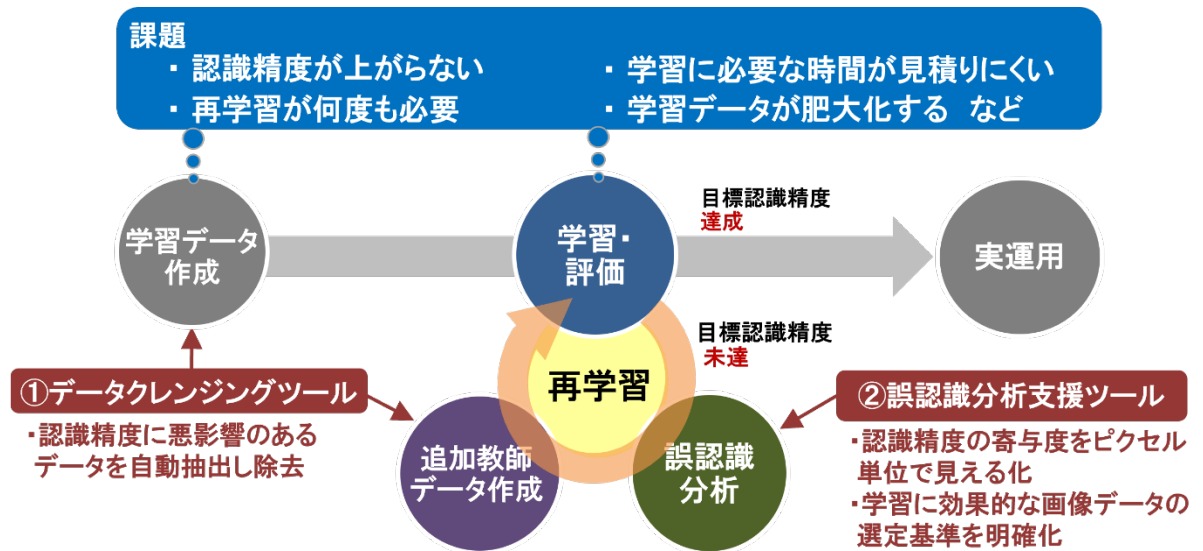 課題
・ 認識精度が上がらない
・ 再学習が何度も必要
・ 学習に必要な時間が見積りにくい
・ 学習データが肥大化する など
学習データ
作成
学習・
評価
目標認識精度
達成
実運用
目標認識精度
未達
再学習
①データクレンジングツール
・認識精度に悪影響のある
データを自動抽出し除去
追加教師
データ作成
誤認識
分析
②誤認識分析支援ツール
・認識精度の寄与度をピクセル
単位で見える化
・学習に効果的な画像データの
選定基準を明確化